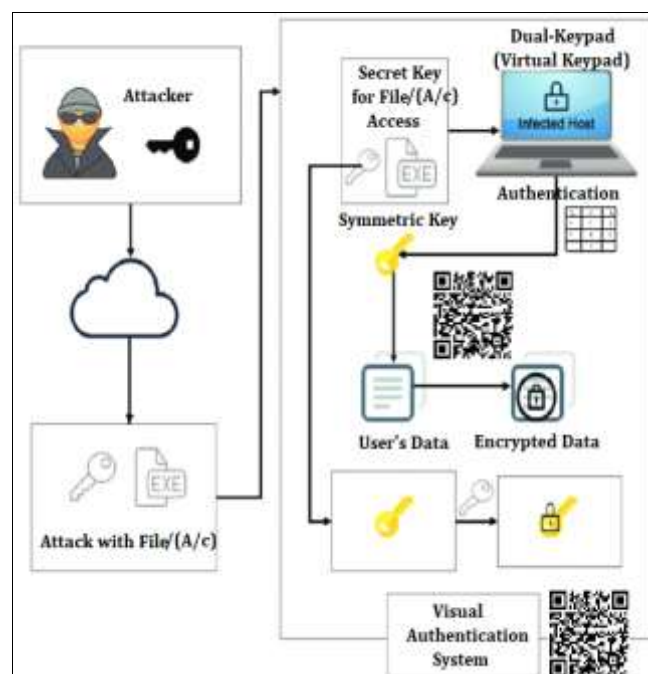 Attacker
EXE
Attack with File/(A/c)
Secret Key
for File/(A/c)
Access
EXE
Dual-Keypad
(Virtual Keypad)
Infected Host
Authentication
Symmetric Key
User's Data
Encrypted Data
Visual
Authentication
System